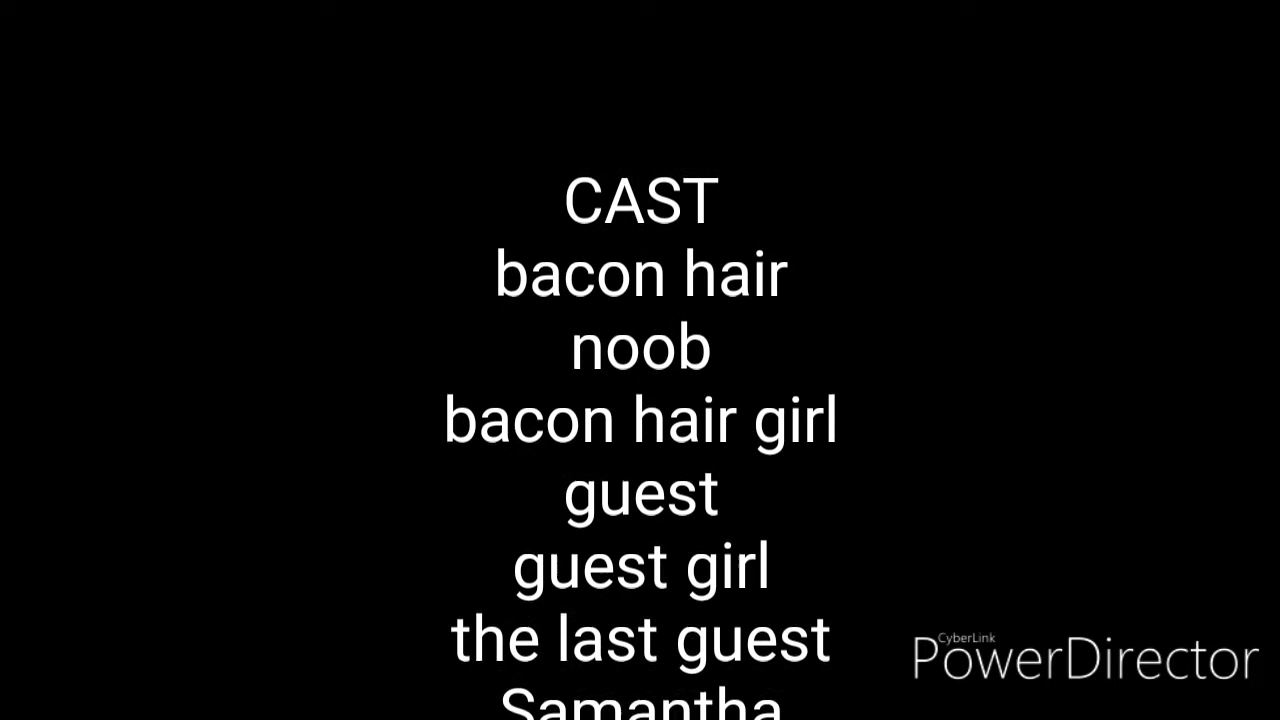 CAST
bacon hair
noob
bacon hair girl
guest
guest girl
the last guest
CyberLink
PowerDirector
Samantha